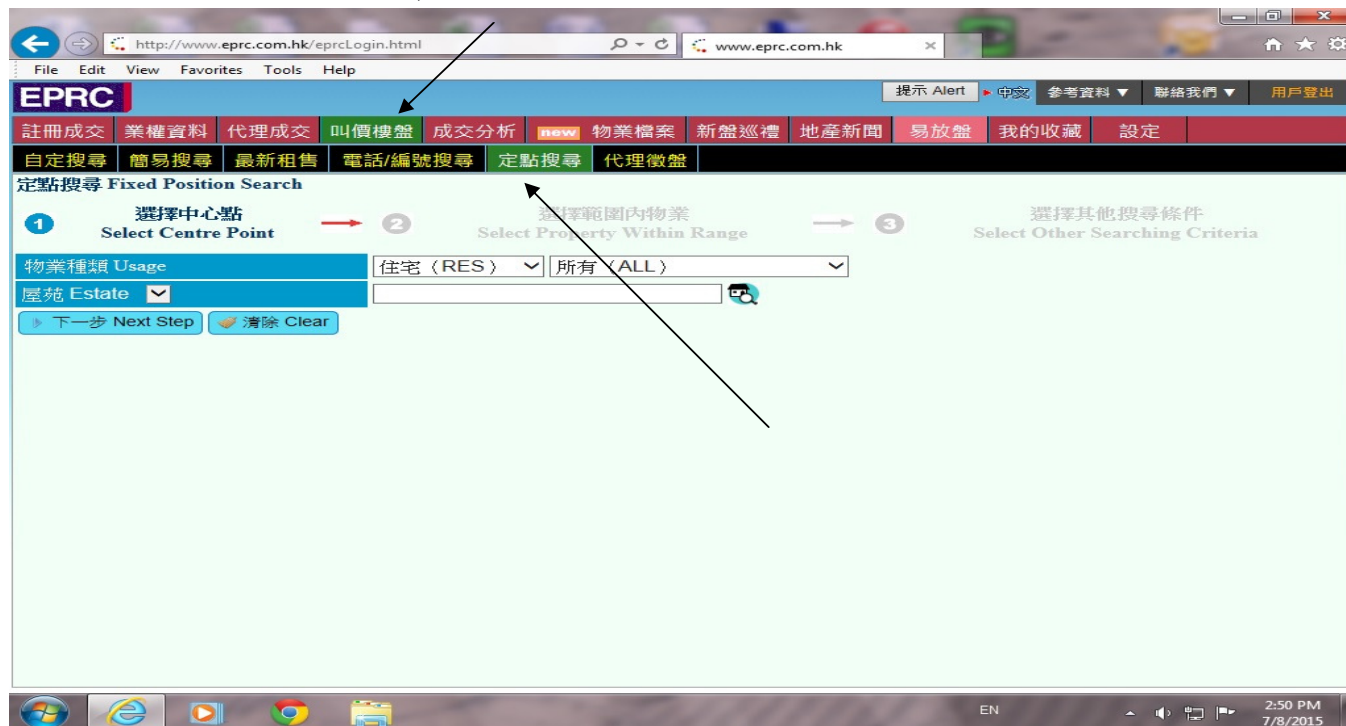 http://www.eprc.com.hk/eprcLogin.html
www.eprc.com.hk
File Edit View Favorites Tools Help
EPRC
提示 Alert 中文 參考資料 ▼ 聯絡我們 ▼ 用戶登出
註冊成交 業權資料 代理成交 叫價樓盤 成交分析 new 物業檔案 新盤巡禮 地產新聞 易放盤 我的收藏 設定
自定搜尋 簡易搜尋 最新租售 電話/編號搜尋 定點搜尋 代理徵盤
定點搜尋 Fixed Position Search
1 選擇中心點 Select Centre Point
2 選擇範圍內物業 Select Property Within Range
3 選擇其他搜尋條件 Select Other Searching Criteria
物業種類 Usage 住宅（RES） 所有（ALL）
屋苑 Estate
下一步 Next Step 清除 Clear
EN
2:50 PM
7/8/2015